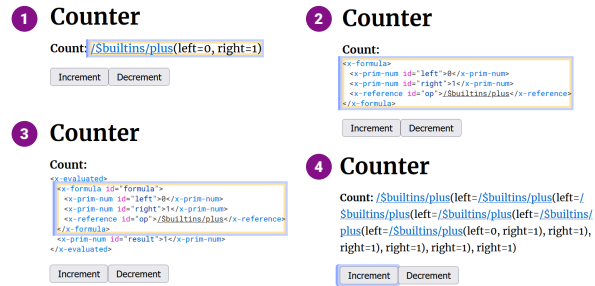 1
Counter
Count: /$builtins/plus(left=0, right=1)
Increment Decrement
2
Counter
Count:
<x-formula>
<x-prim-num id="left">0</x-prim-num>
<x-prim-num id="right">1</x-prim-num>
<x-reference id="op">/$builtins/plus</x-reference>
</x-formula>
Increment Decrement
3
Counter
Count:
<x-evaluated>
<x-formula id="formula">
<x-prim-num id="left">0</x-prim-num>
<x-prim-num id="right">1</x-prim-num>
<x-reference id="op">/$builtins/plus</x-reference>
</x-formula>
<x-prim-num id="result">1</x-prim-num>
</x-evaluated>
Increment Decrement
4
Counter
Count: /$builtins/plus(left=/$builtins/plus(left=/
$builtins/plus(left=/$builtins/plus(left=/$builtins/
plus(left=/$builtins/plus(left=0, right=1), right=1),
right=1), right=1), right=1), right=1)
Increment Decrement